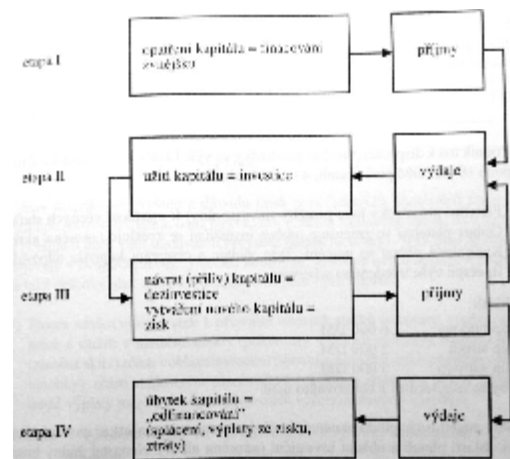 etapa I
opatření kapitálu = financování
zvnějšku
příjmy
etapa II
užití kapitálu = investice
výdaje
etapa III
návrat (příliv) kapitálu =
dezinvestice
vytváření nového kapitálu =
zisk
příjmy
etapa IV
úbytek kapitálu =
„odfinancování“
(splácení, výplaty ze zisku,
ztráty)
výdaje